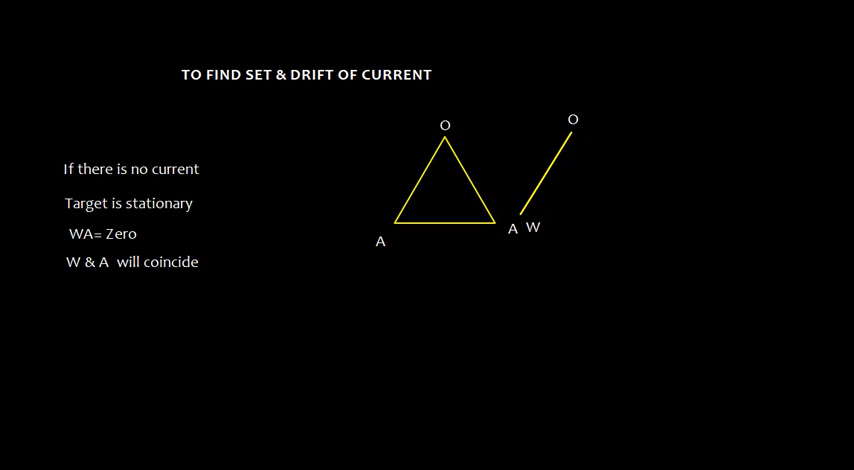 TO FIND SET & DRIFT OF CURRENT
O
O
If there is no current
Target is stationary
A W
WA= Zero
A
W & A will coincide